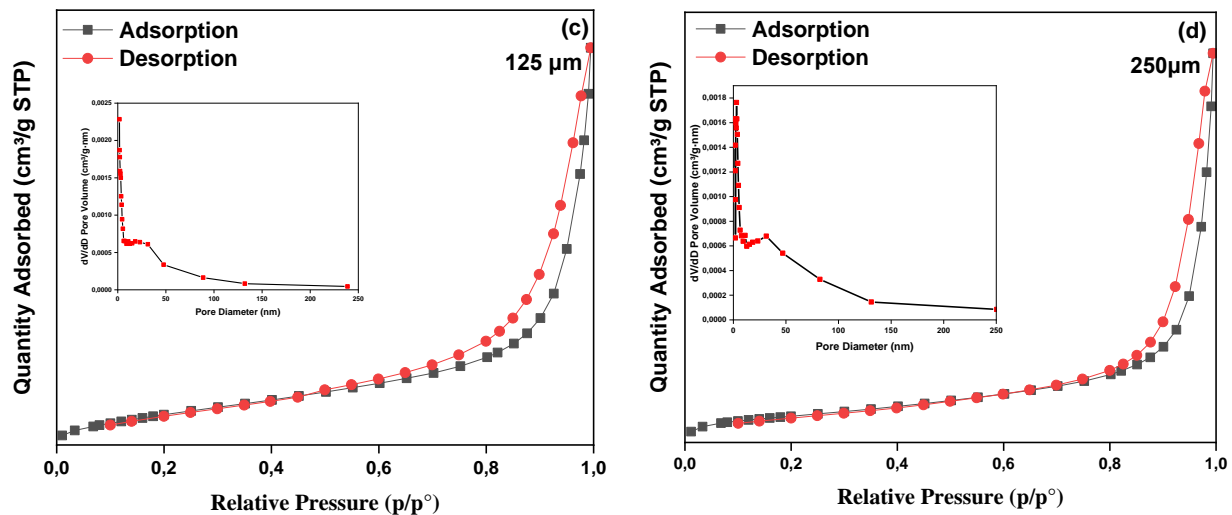 Adsorption
Desorption
(c)
125 µm
Quantity Adsorbed (cm³/g STP)
0,0025
0,0020
0,0015
0,0010
0,0005
0,0000
dV/dD Pore Volume (cm³/g·nm)
0 50 100 150 200 250
Pore Diameter (nm)
0,0 0,2 0,4 0,6 0,8 1,0
Relative Pressure (p/p°)
Adsorption
Desorption
(d)
250µm
Quantity Adsorbed (cm³/g STP)
0,0018
0,0016
0,0014
0,0012
0,0010
0,0008
0,0006
0,0004
0,0002
0,0000
dV/dD Pore Volume (cm³/g·nm)
0 50 100 150 200 250
Pore Diameter (nm)
0,0 0,2 0,4 0,6 0,8 1,0
Relative Pressure (p/p°)